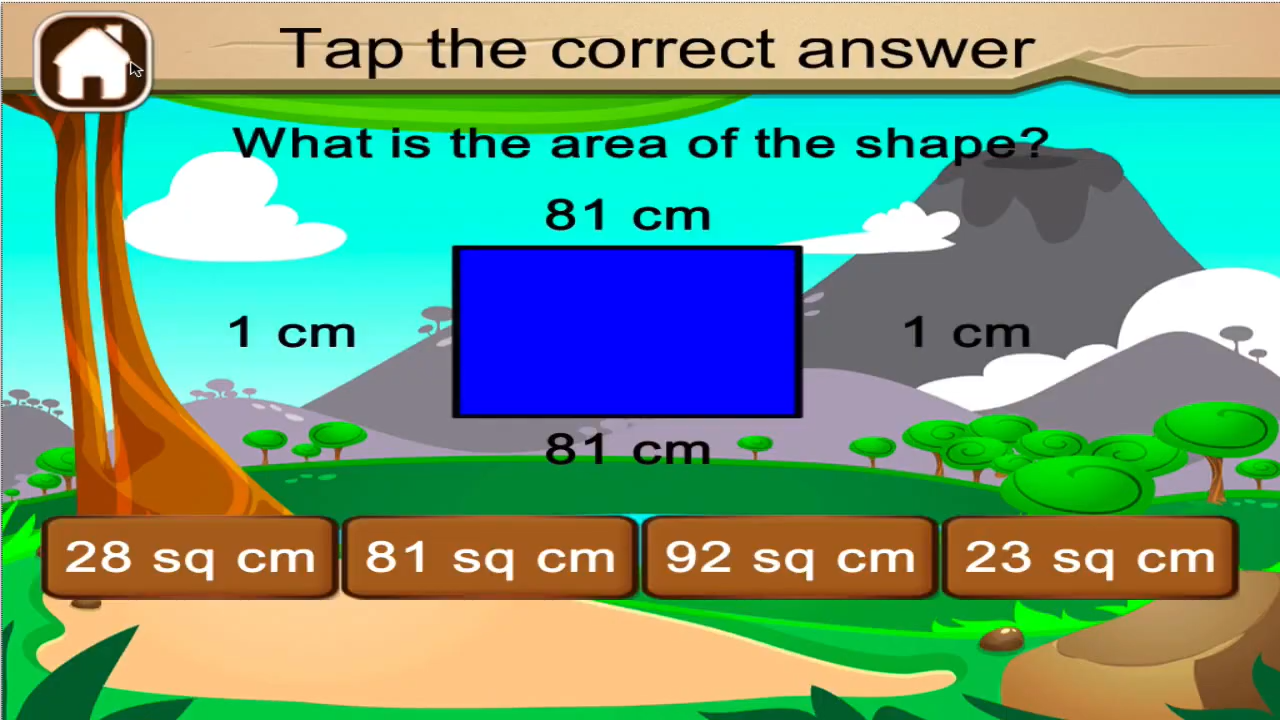 Tap the correct answer
What is the area of the shape?
81 cm
1 cm 1 cm
81 cm
28 sq cm 81 sq cm 92 sq cm 23 sq cm